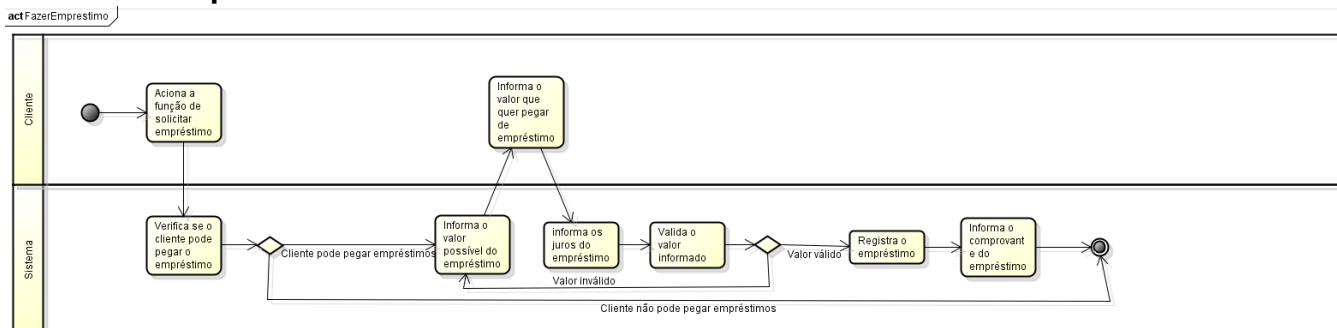 act FazerEmprestimo
Cliente
Aciona a
função de
solicitar
empréstimo
Informa o
valor que
quer pegar
de
empréstimo
Sistema
Verifica se o
cliente pode
pegar o
empréstimo
Cliente pode pegar empréstimos
Informa o
valor
possível do
empréstimo
informa os
juros do
empréstimo
Valida o
valor
informado
Valor inválido
Valor válido
Registra o
empréstimo
Informa o
comprovant
e do
empréstimo
Cliente não pode pegar empréstimos